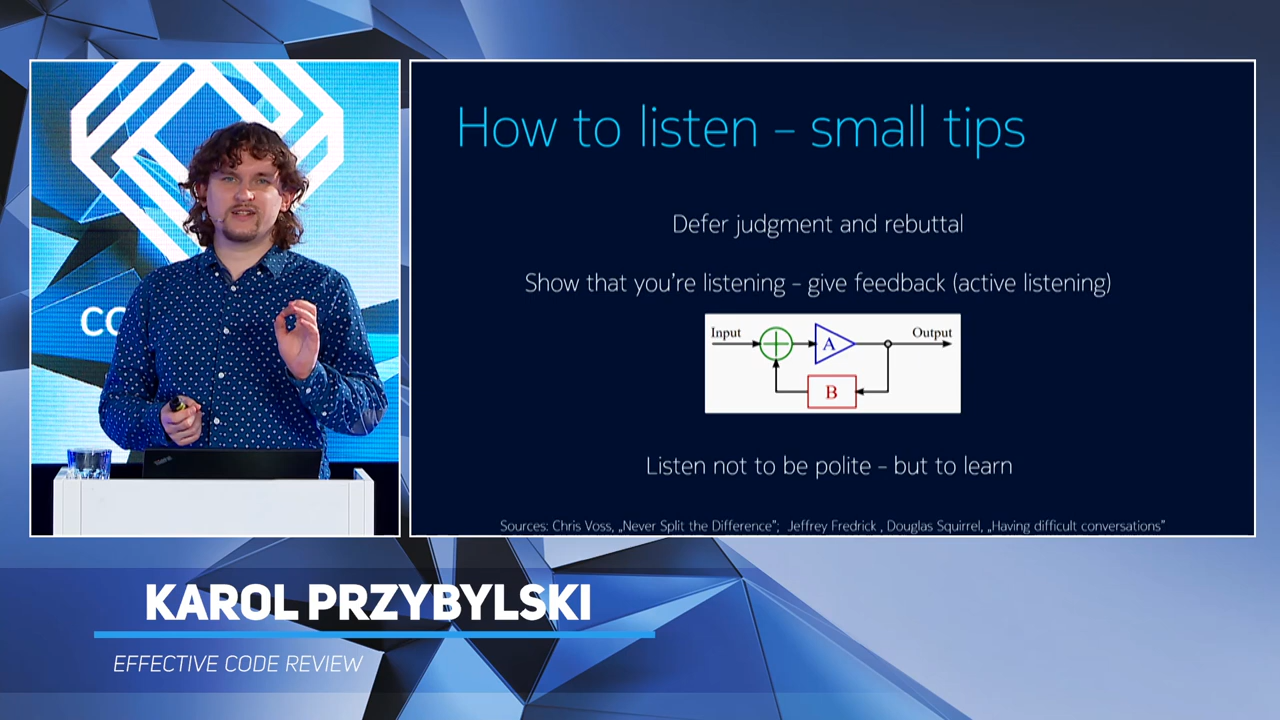 CO
How to listen – small tips
Defer judgment and rebuttal
Show that you're listening – give feedback (active listening)
Input
A
Output
B
Listen not to be polite – but to learn
Sources: Chris Voss, „Never Split the Difference”; Jeffrey Fredrick , Douglas Squirrel, „Having difficult conversations”
KAROL PRZYBYLSKI
EFFECTIVE CODE REVIEW